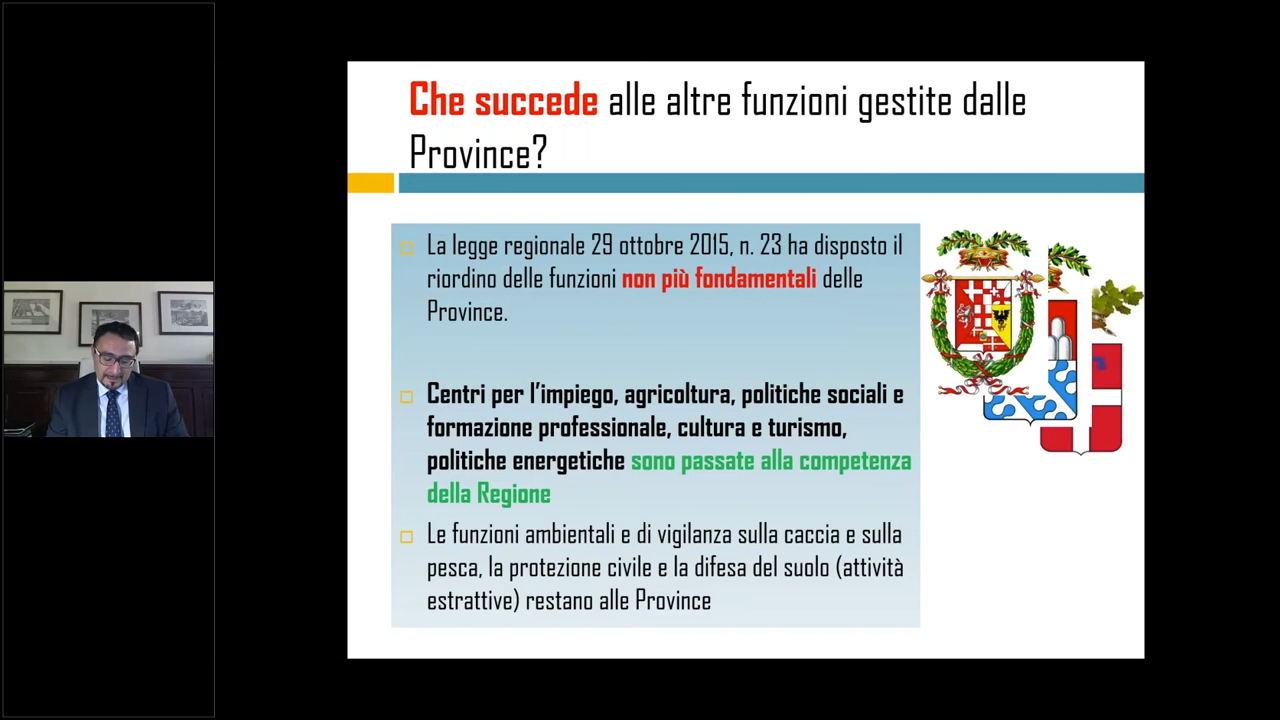 Che succede alle altre funzioni gestite dalle
Province?
La legge regionale 29 ottobre 2015, n. 23 ha disposto il
riordino delle funzioni non più fondamentali delle
Province.
Centri per l'impiego, agricoltura, politiche sociali e
formazione professionale, cultura e turismo,
politiche energetiche sono passate alla competenza
della Regione
Le funzioni ambientali e di vigilanza sulla caccia e sulla
pesca, la protezione civile e la difesa del suolo (attività
estrattive) restano alle Province